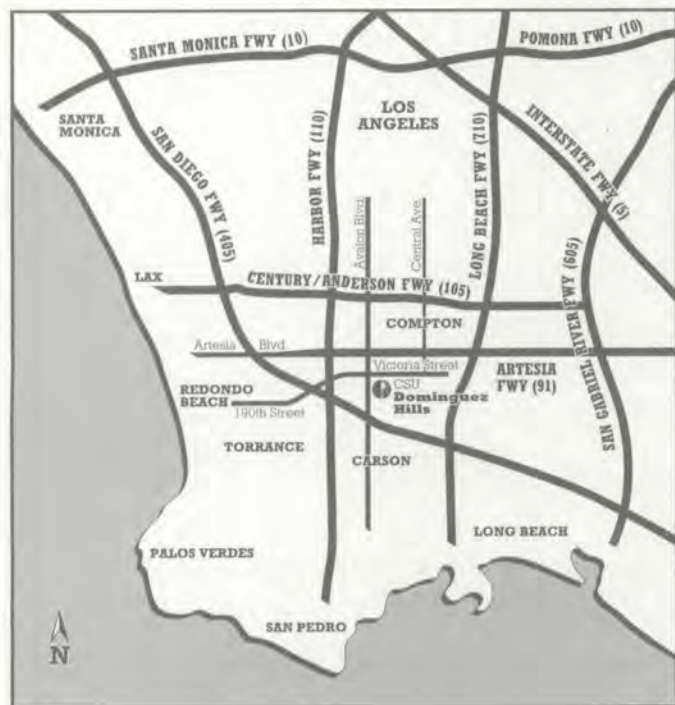 SANTA MONICA FWY (10)
POMONA FWY (10)
SANTA
MONICA
LOS
ANGELES
SAN DIEGO FWY (405)
HARBOR FWY (110)
LONG BEACH FWY (710)
INTERSTATE FWY (5)
Avalon Blvd.
Central Ave.
LAX
CENTURY/ANDERSON FWY (105)
SAN GABRIEL RIVER FWY (605)
COMPTON
Artesia Blvd.
Victoria Street
ARTESIA
FWY (91)
REDONDO
BEACH
190th Street
CSU
Dominguez
Hills
TORRANCE
CARSON
LONG BEACH
PALOS VERDES
SAN PEDRO
N